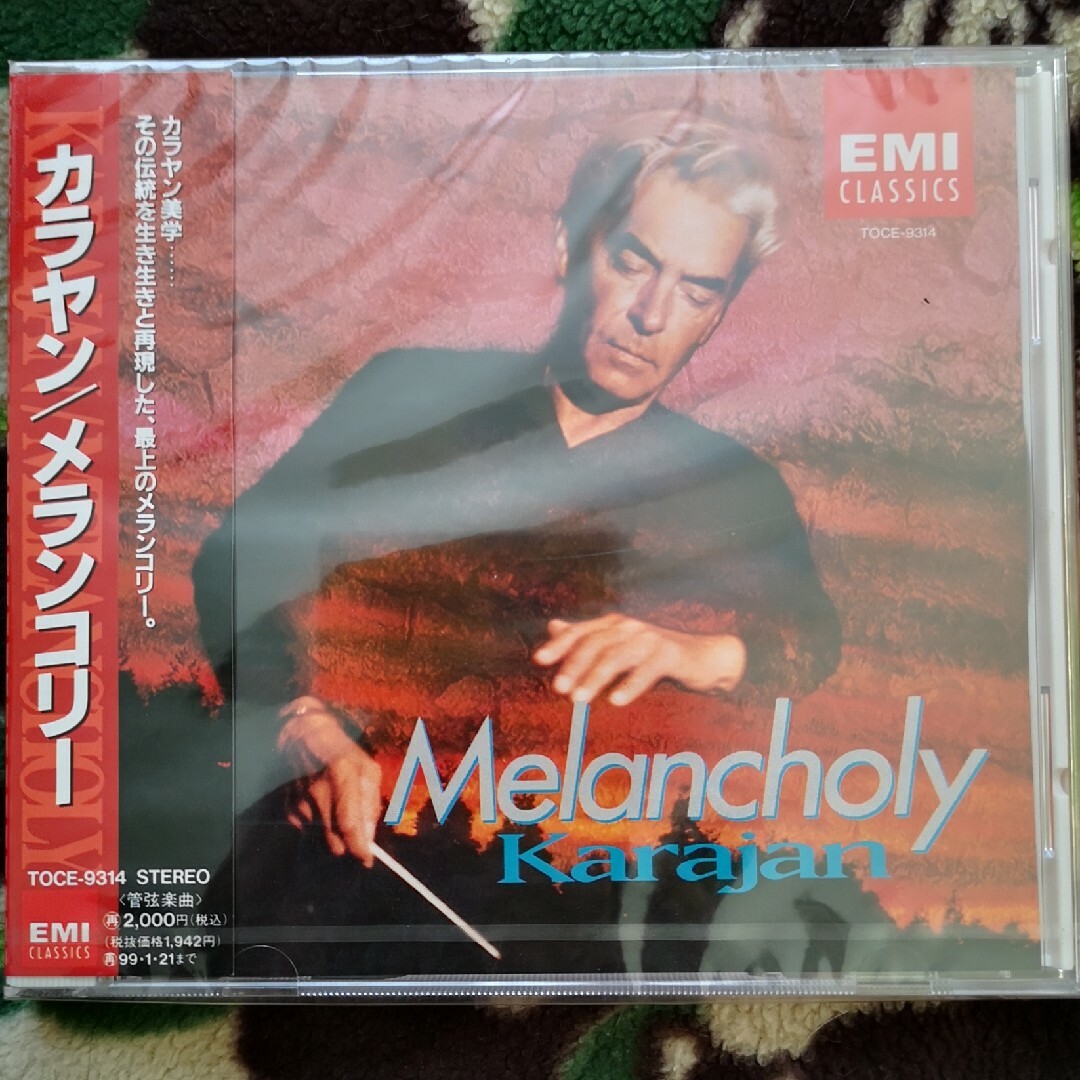 カラヤン/メランコリー
カラヤン美学……
その伝統を生き生きと再現した、最上のメランコリー。
TOCE-9314 STEREO
〈管弦楽曲〉
再2,000円(税込)
(税抜価格1,942円)
再99・1・21まで
EMI
CLASSICS
EMI
CLASSICS
TOCE-9314
Melancholy
Karajan